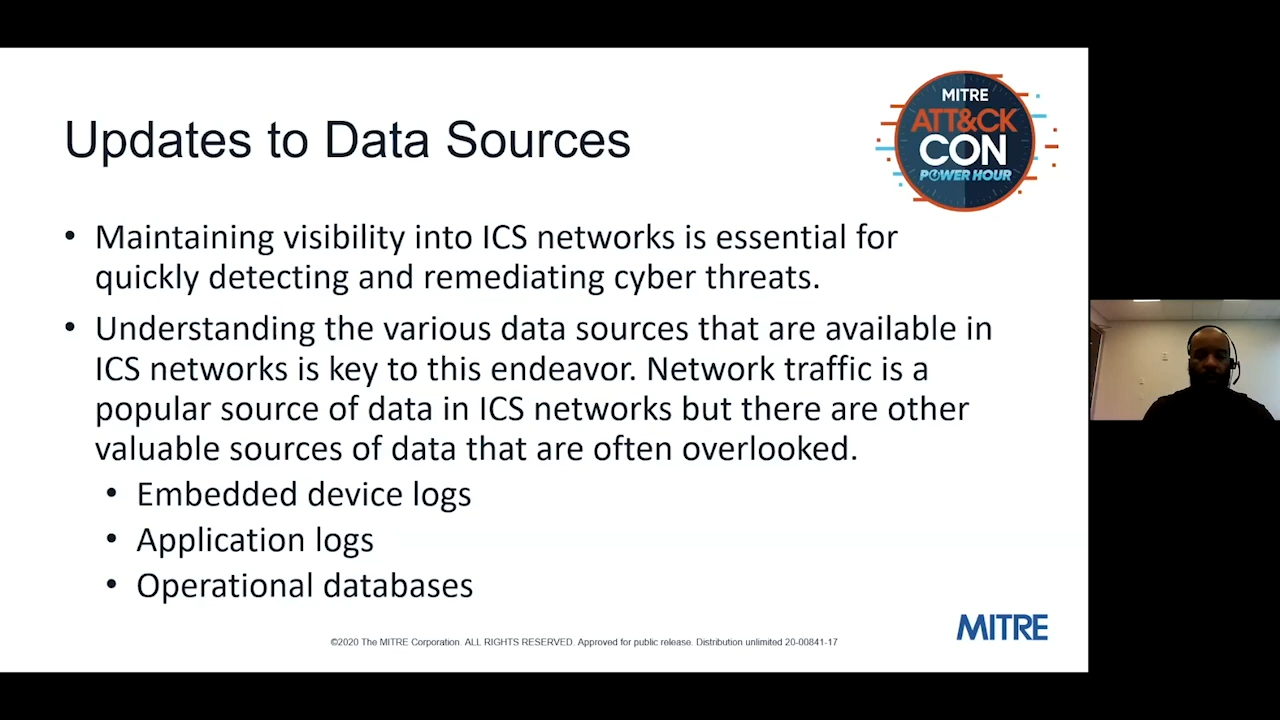 MITRE
ATT&CK
CON
POWER HOUR
Updates to Data Sources
• Maintaining visibility into ICS networks is essential for
quickly detecting and remediating cyber threats.
• Understanding the various data sources that are available in
ICS networks is key to this endeavor. Network traffic is a
popular source of data in ICS networks but there are other
valuable sources of data that are often overlooked.
• Embedded device logs
• Application logs
• Operational databases
©2020 The MITRE Corporation. ALL RIGHTS RESERVED. Approved for public release. Distribution unlimited 20-00841-17
MITRE